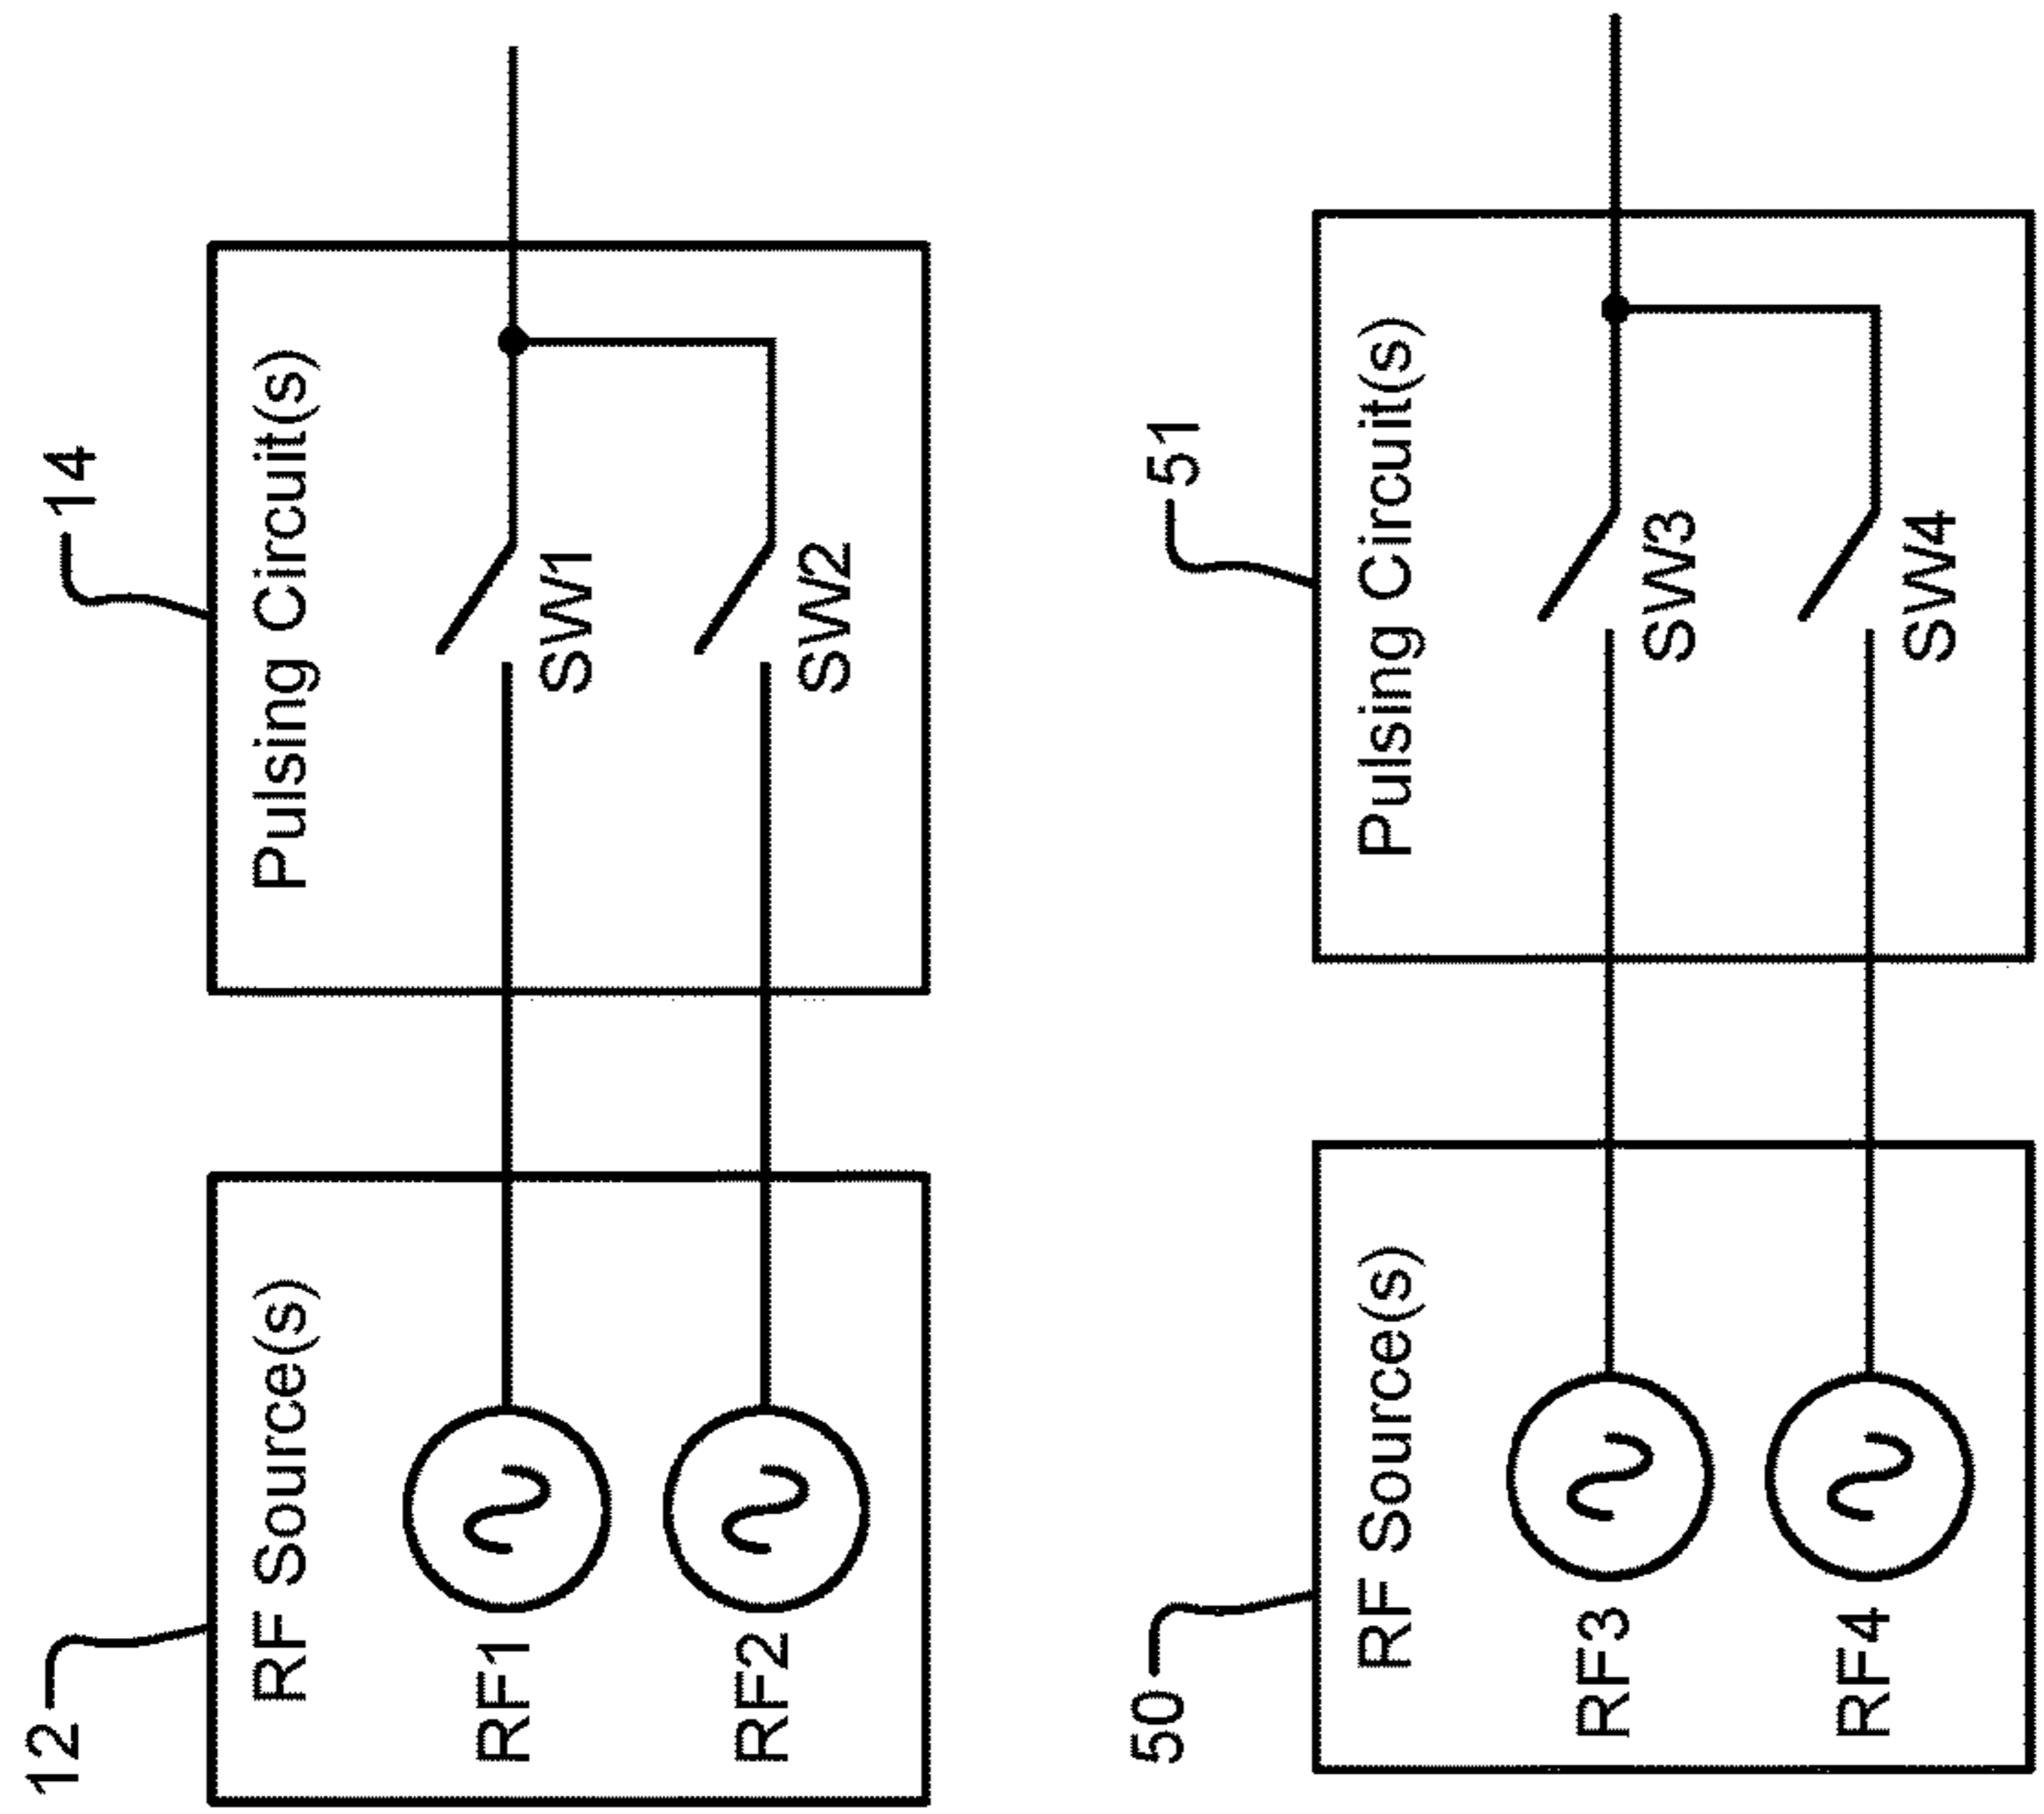 12
RF Source(s)
RF1
RF2
14
Pulsing Circuit(s)
SW1
SW2
50
RF Source(s)
RF3
RF4
51
Pulsing Circuit(s)
SW3
SW4